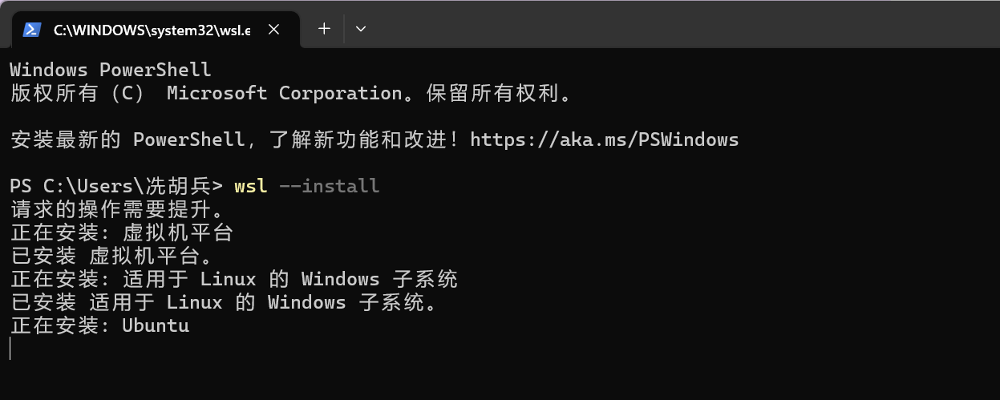 C:\WINDOWS\system32\wsl.e
Windows PowerShell
版权所有（C） Microsoft Corporation。保留所有权利。
安装最新的 PowerShell，了解新功能和改进！https://aka.ms/PSWindows
PS C:\Users\冼胡兵> wsl --install
请求的操作需要提升。
正在安装: 虚拟机平台
已安装 虚拟机平台。
正在安装: 适用于 Linux 的 Windows 子系统
已安装 适用于 Linux 的 Windows 子系统。
正在安装: Ubuntu